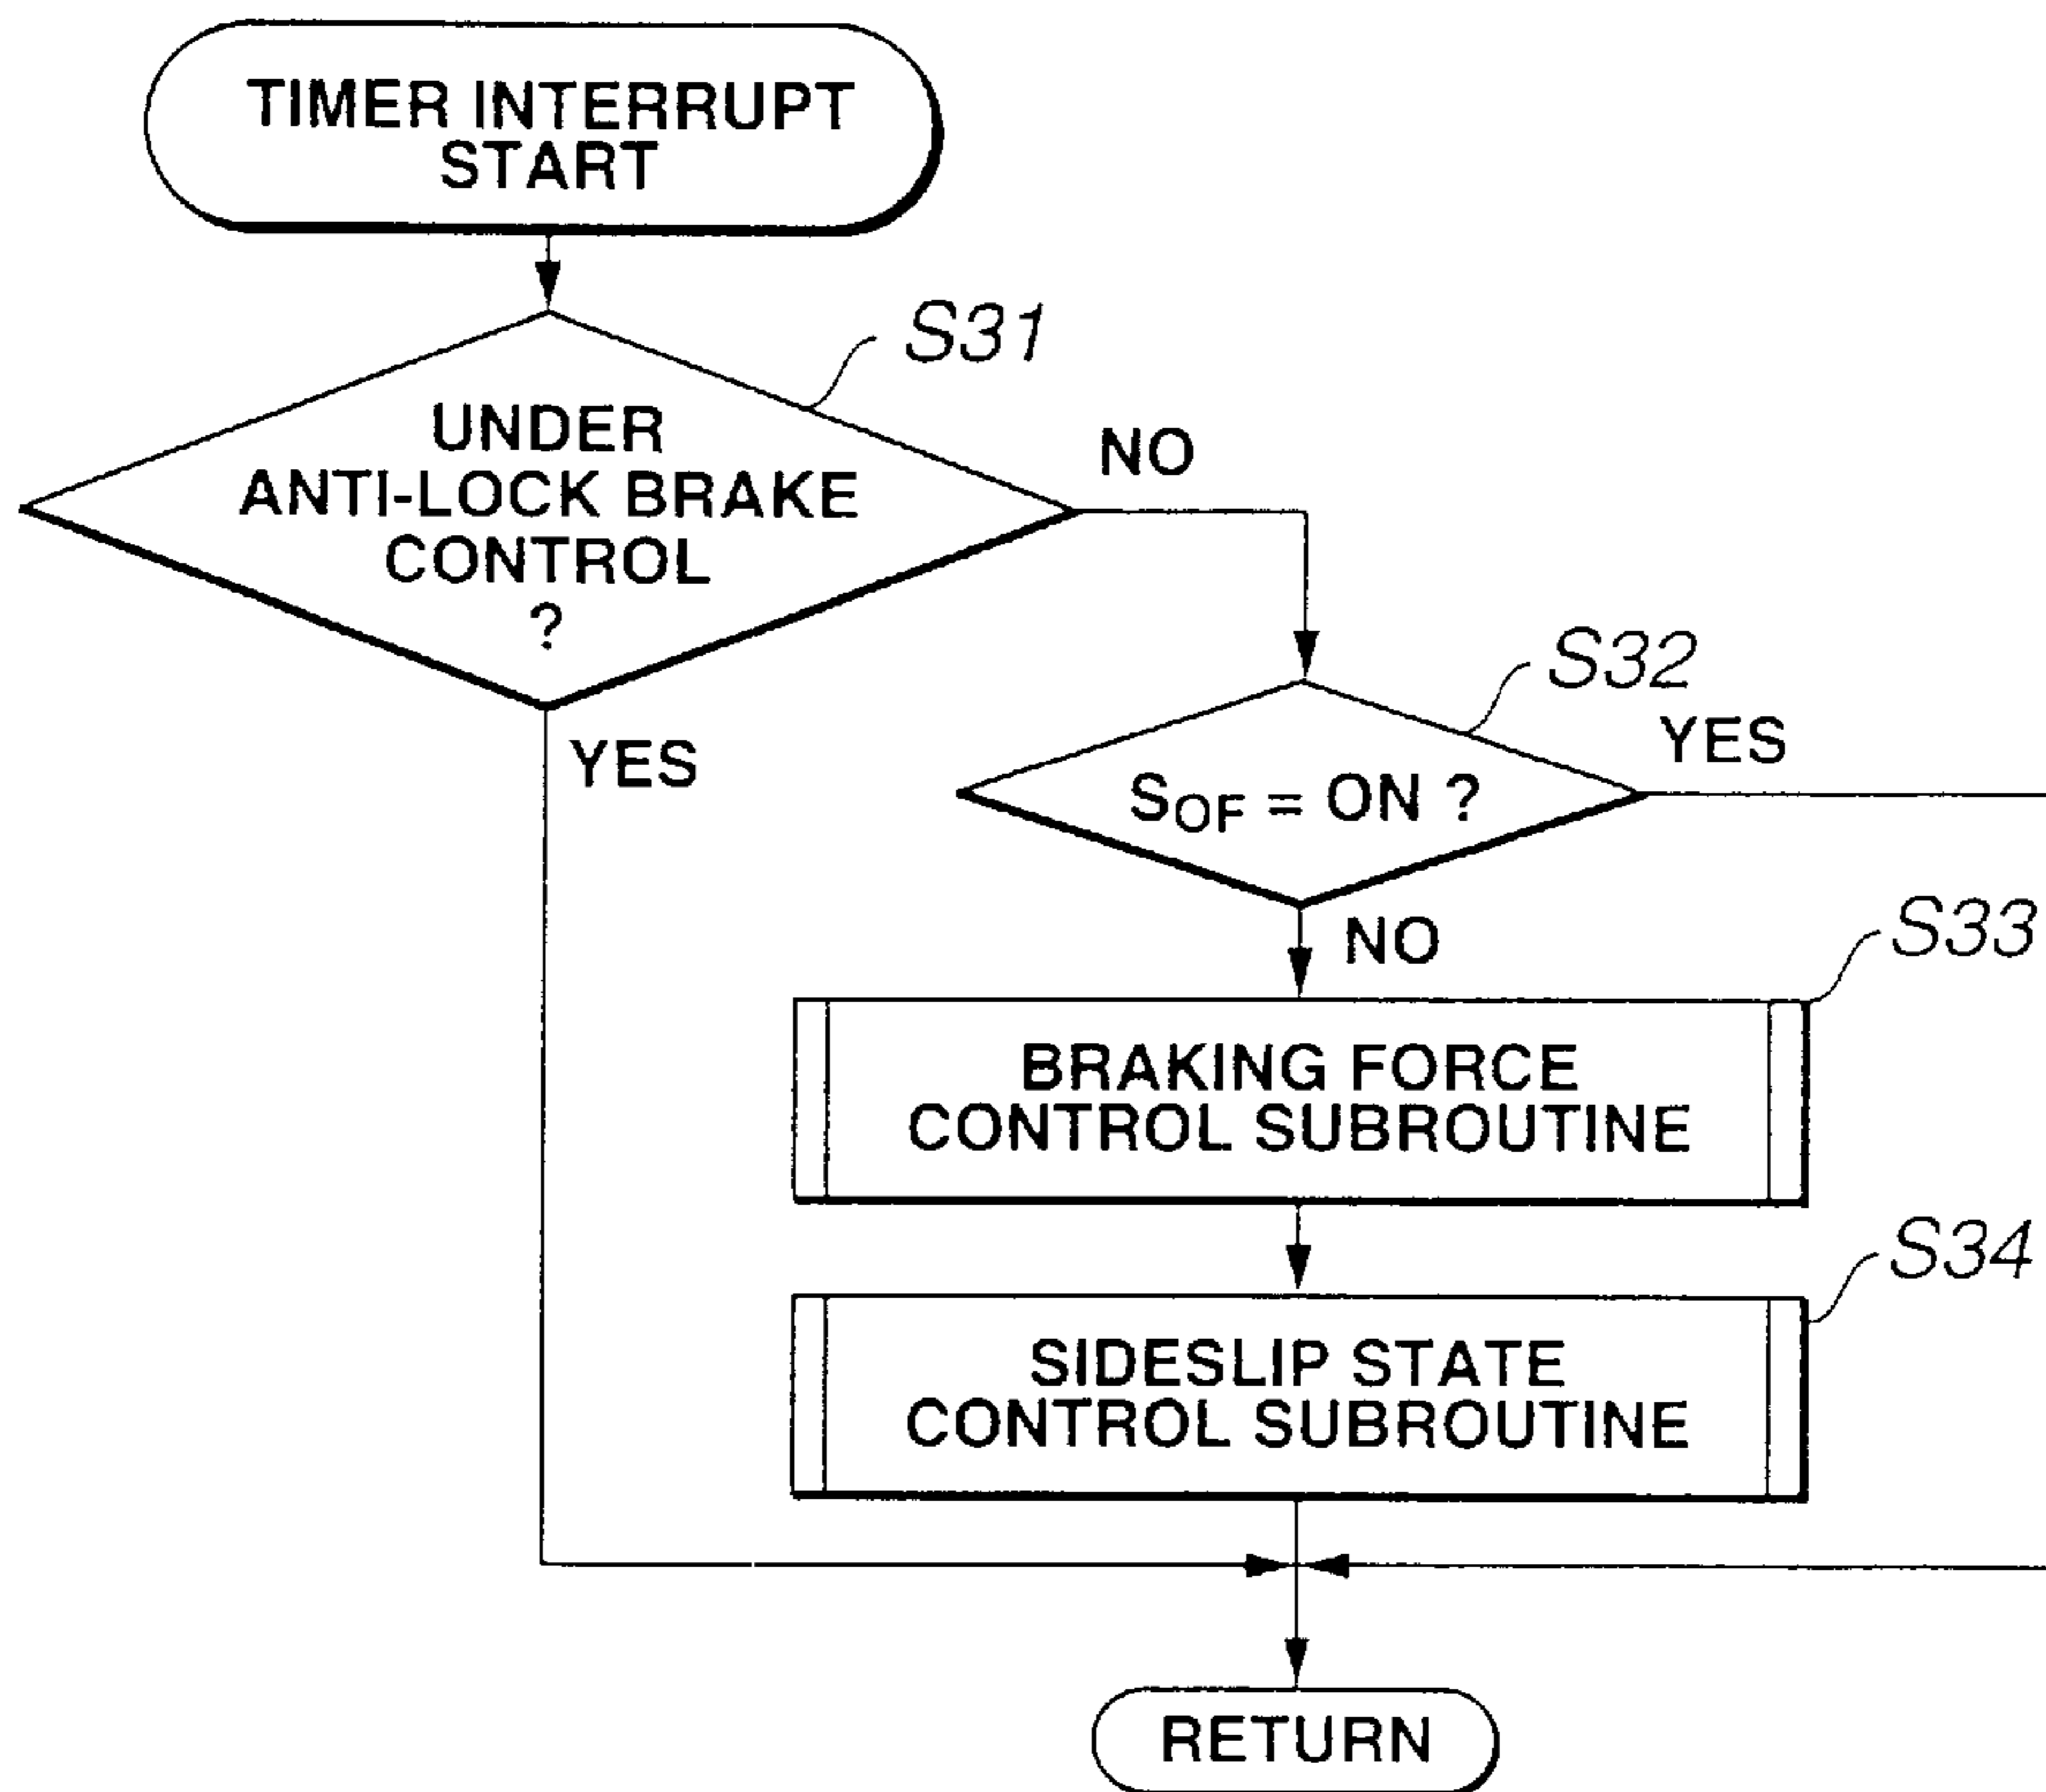 TIMER INTERRUPT
START
S31
UNDER
ANTI-LOCK BRAKE
CONTROL
?
NO
YES
S32
SOF = ON ?
YES
NO
S33
BRAKING FORCE
CONTROL SUBROUTINE
S34
SIDESLIP STATE
CONTROL SUBROUTINE
RETURN